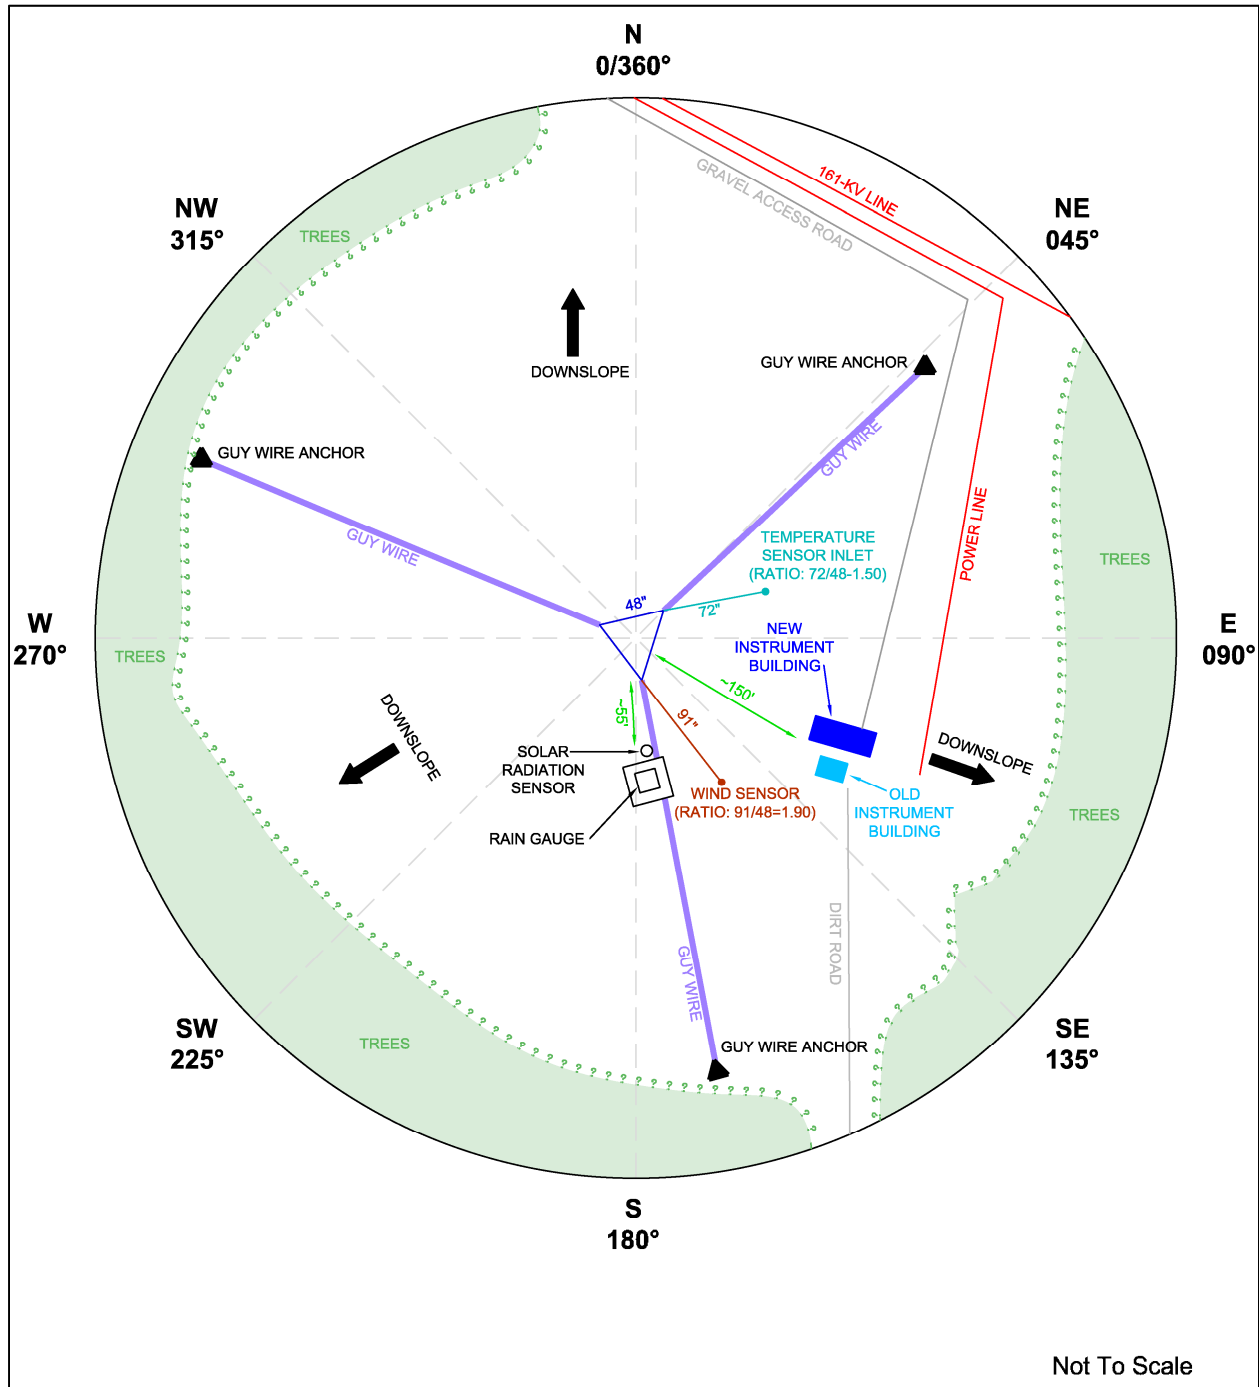 N
0/360°
161-KV LINE
GRAVEL ACCESS ROAD
NW
315°
NE
045°
TREES
GUY WIRE ANCHOR
DOWNSLOPE
GUY WIRE
GUY WIRE ANCHOR
GUY WIRE
POWER LINE
TEMPERATURE
SENSOR INLET
(RATIO: 72/48-1.50)
TREES
48"
72"
W
270°
E
090°
NEW
INSTRUMENT
BUILDING
TREES
~150'
~55'
91"
DOWNSLOPE
DOWNSLOPE
SOLAR
RADIATION
SENSOR
WIND SENSOR
(RATIO: 91/48=1.90)
OLD
INSTRUMENT
BUILDING
TREES
RAIN GAUGE
DIRT ROAD
GUY WIRE
SW
225°
TREES
GUY WIRE ANCHOR
SE
135°
S
180°
Not To Scale